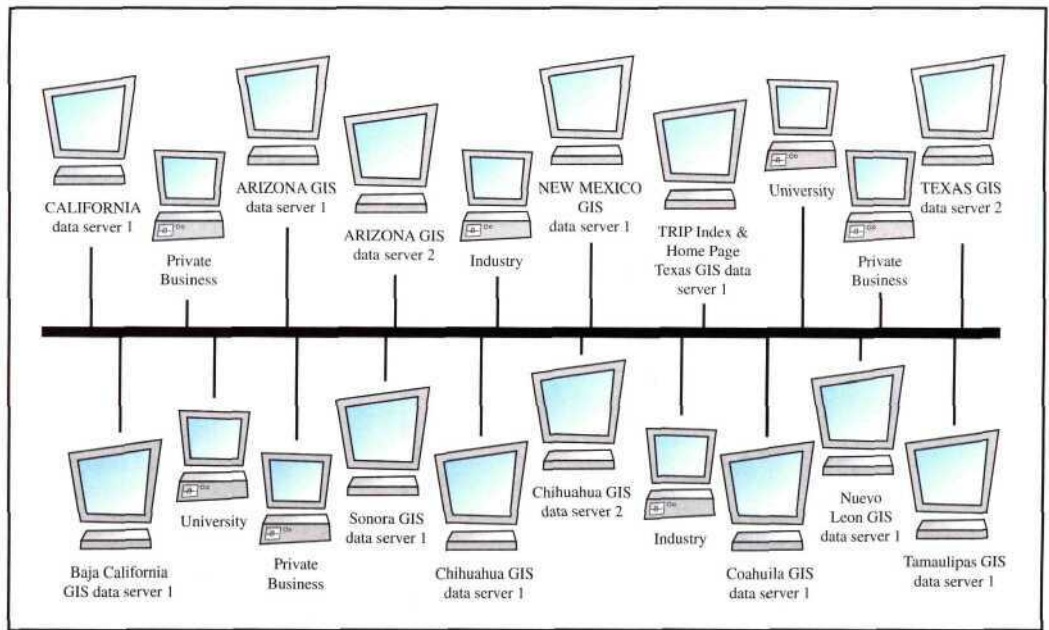 CALIFORNIA
data server 1
Private
Business
ARIZONA GIS
data server 1
ARIZONA GIS
data server 2
Industry
NEW MEXICO
GIS
data server 1
TRIP Index &
Home Page
Texas GIS data
server 1
University
Private
Business
TEXAS GIS
data server 2
Baja California
GIS data server 1
University
Private
Business
Sonora GIS
data server 1
Chihuahua GIS
data server 1
Chihuahua GIS
data server 2
Industry
Coahuila GIS
data server 1
Nuevo
Leon GIS
data server 1
Tamaulipas GIS
data server 1